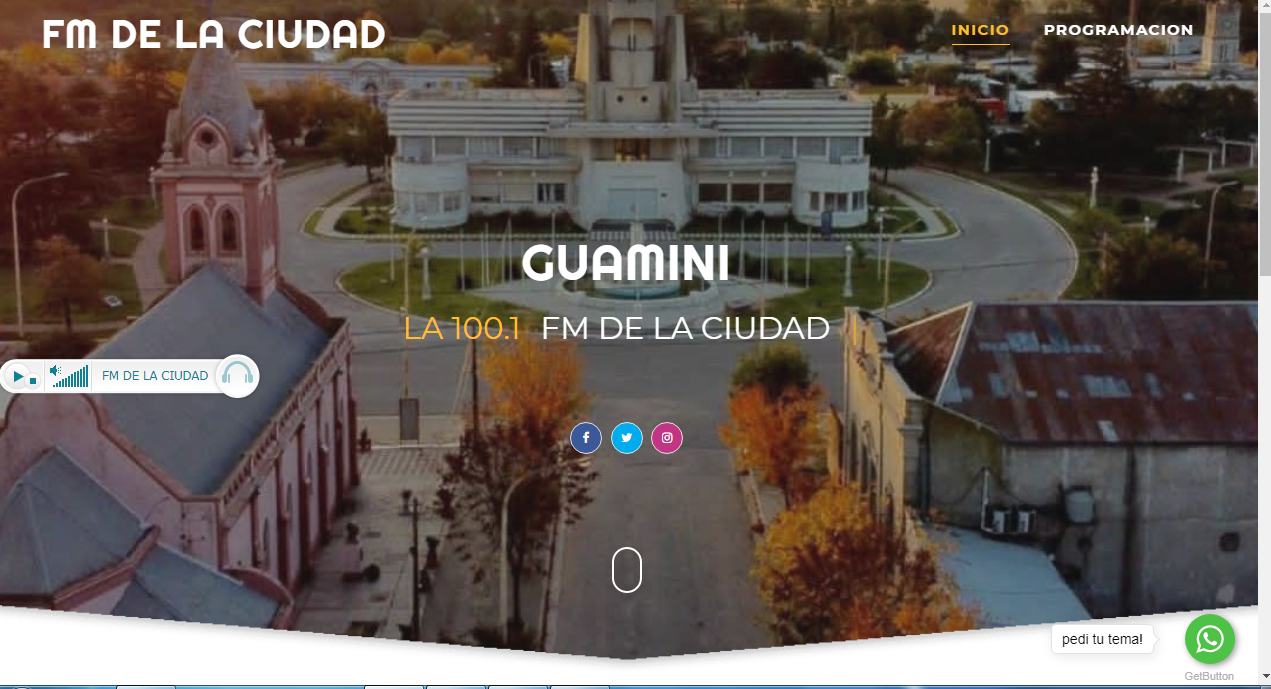 FM DE LA CIUDAD
INICIO PROGRAMACION
GUAMINI
LA 100.1 FM DE LA CIUDAD
FM DE LA CIUDAD
pedi tu tema!
GetButton